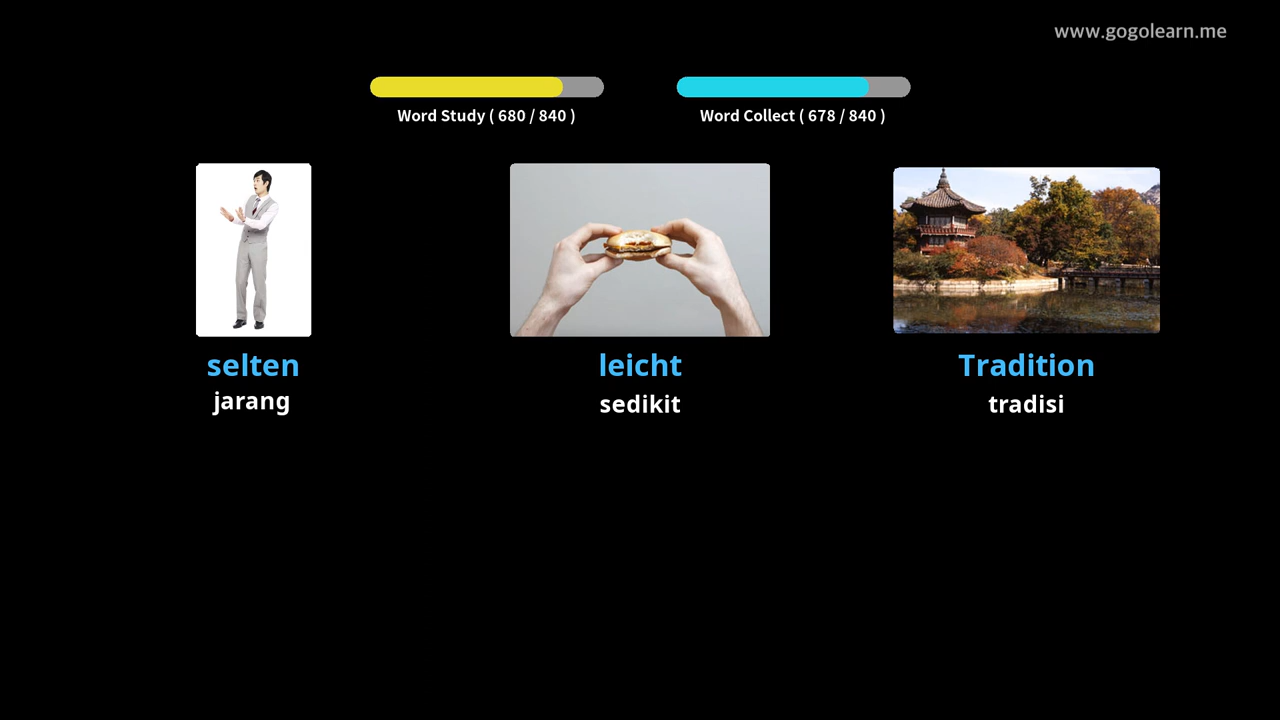 www.gogolearn.me
Word Study ( 680 / 840 )
Word Collect ( 678 / 840 )
selten
jarang
leicht
sedikit
Tradition
tradisi